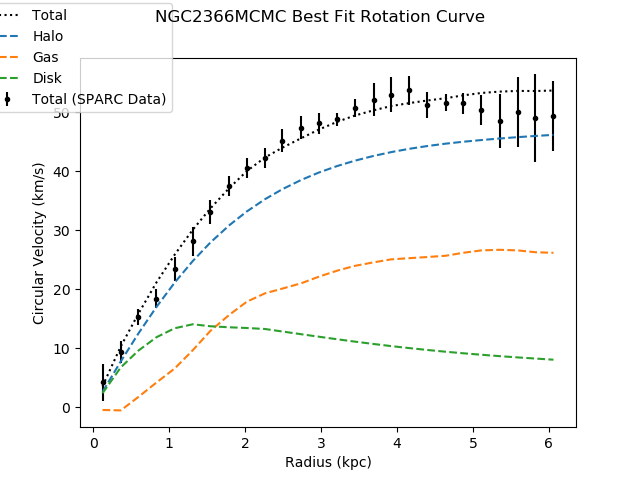 NGC2366MCMC Best Fit Rotation Curve
Total
Halo
Gas
Disk
Total (SPARC Data)
50
40
30
20
10
0
Circular Velocity (km/s)
0 1 2 3 4 5 6
Radius (kpc)